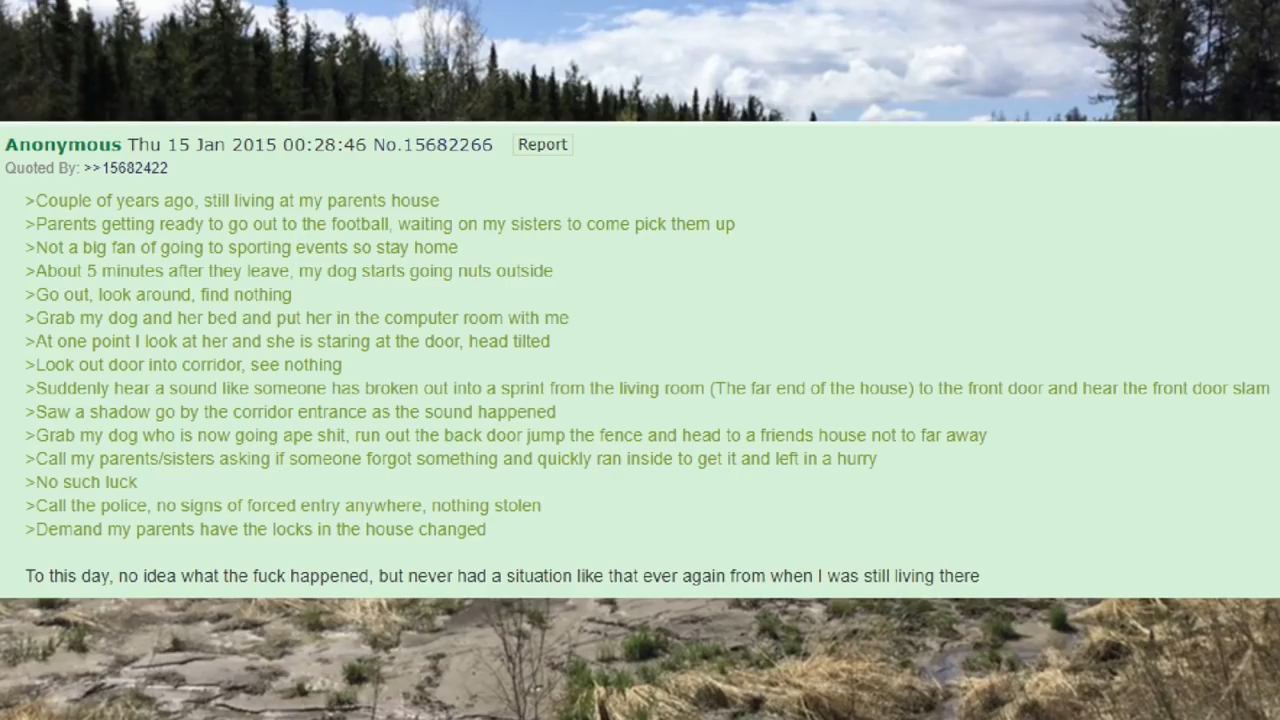 Anonymous Thu 15 Jan 2015 00:28:46 No.15682266 Report
Quoted By: >>15682422
>Couple of years ago, still living at my parents house
>Parents getting ready to go out to the football, waiting on my sisters to come pick them up
>Not a big fan of going to sporting events so stay home
>About 5 minutes after they leave, my dog starts going nuts outside
>Go out, look around, find nothing
>Grab my dog and her bed and put her in the computer room with me
>At one point I look at her and she is staring at the door, head tilted
>Look out door into corridor, see nothing
>Suddenly hear a sound like someone has broken out into a sprint from the living room (The far end of the house) to the front door and hear the front door slam
>Saw a shadow go by the corridor entrance as the sound happened
>Grab my dog who is now going ape shit, run out the back door jump the fence and head to a friends house not to far away
>Call my parents/sisters asking if someone forgot something and quickly ran inside to get it and left in a hurry
>No such luck
>Call the police, no signs of forced entry anywhere, nothing stolen
>Demand my parents have the locks in the house changed
To this day, no idea what the fuck happened, but never had a situation like that ever again from when I was still living there